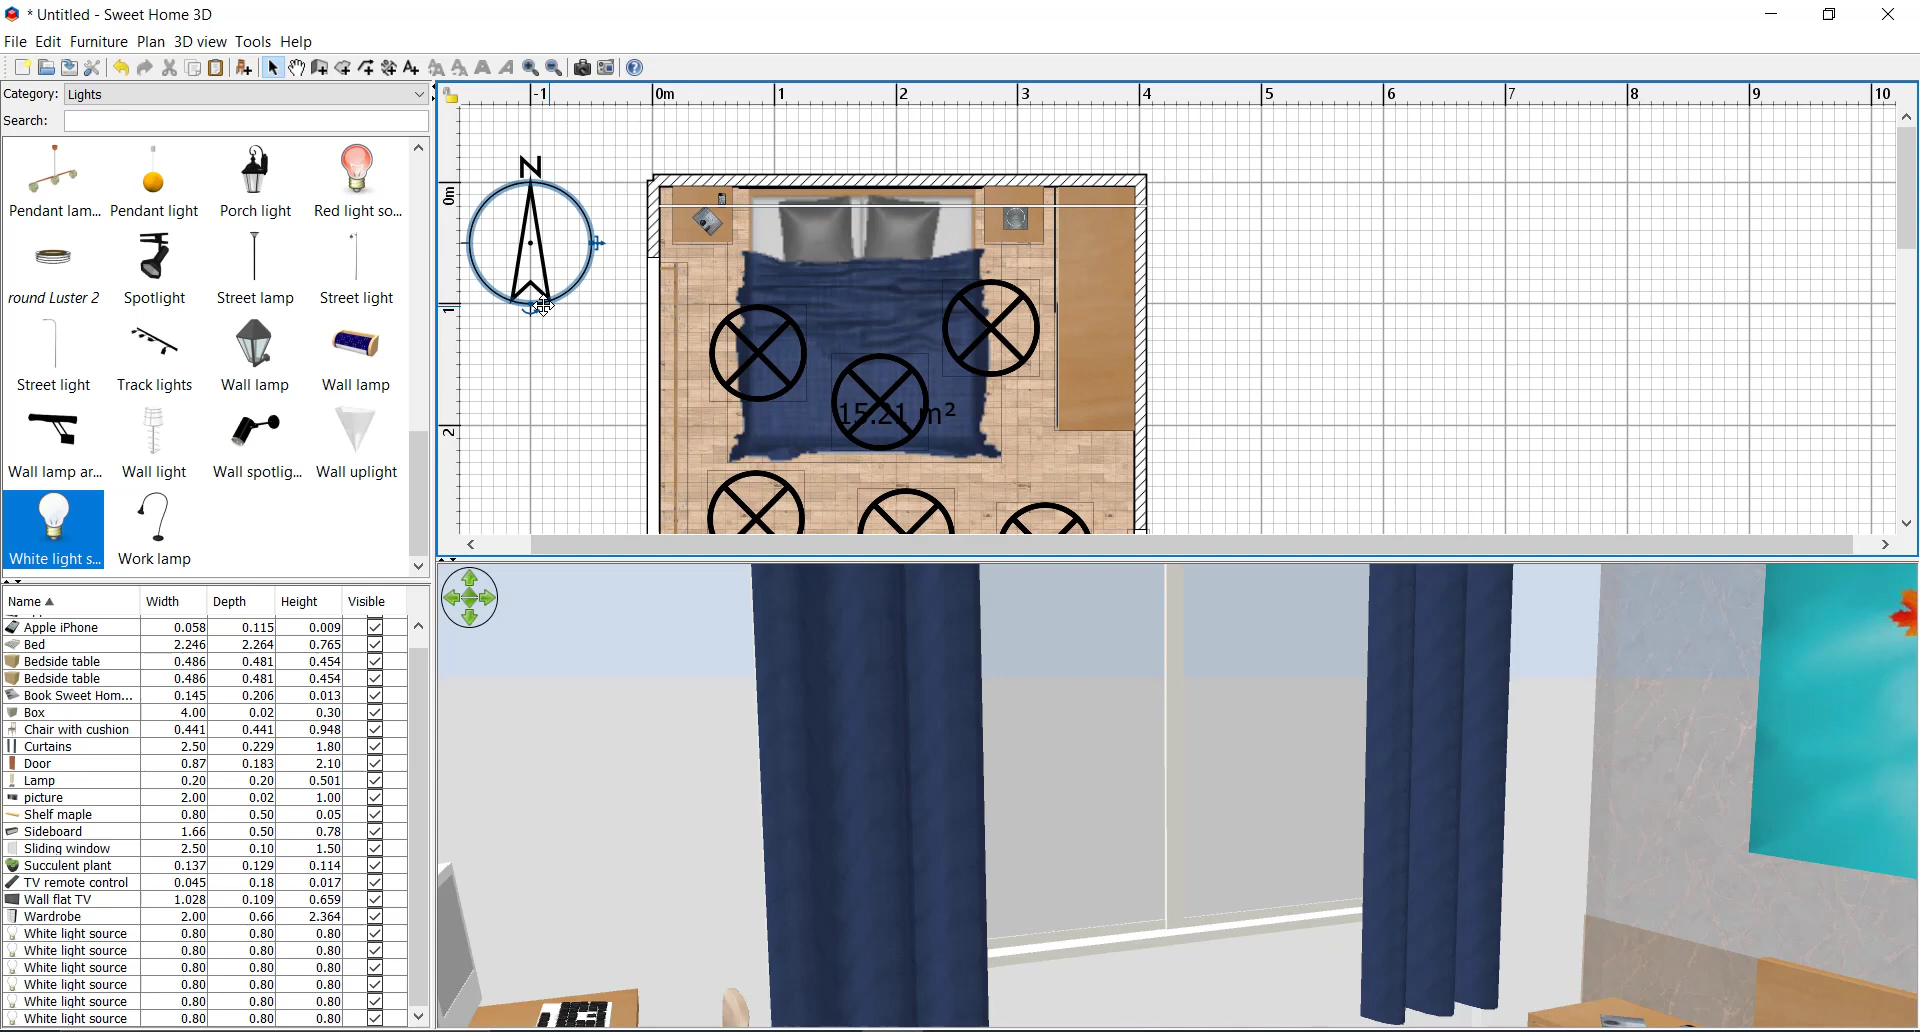 * Untitled - Sweet Home 3D
File Edit Furniture Plan 3D view Tools Help
Category: Lights
Search:
Pendant lam... Pendant light Porch light Red light so...
round Luster 2 Spotlight Street lamp Street light
Street light Track lights Wall lamp Wall lamp
Wall lamp ar... Wall light Wall spotlig... Wall uplight
White light s... Work lamp
-1 0m 1 2 3 4 5 6 7 8 9 10
N
0m
1
2
15.21 m²
Name Width Depth Height Visible
Apple iPhone 0.058 0.115 0.009
Bed 2.246 2.264 0.765
Bedside table 0.486 0.481 0.454
Bedside table 0.486 0.481 0.454
Book Sweet Hom... 0.145 0.206 0.013
Box 4.00 0.02 0.30
Chair with cushion 0.441 0.441 0.948
Curtains 2.50 0.229 1.80
Door 0.87 0.183 2.10
Lamp 0.20 0.20 0.501
picture 2.00 0.02 1.00
Shelf maple 0.80 0.50 0.05
Sideboard 1.66 0.50 0.78
Sliding window 2.50 0.10 1.50
Succulent plant 0.137 0.129 0.114
TV remote control 0.045 0.18 0.017
Wall flat TV 1.028 0.109 0.659
Wardrobe 2.00 0.66 2.364
White light source 0.80 0.80 0.80
White light source 0.80 0.80 0.80
White light source 0.80 0.80 0.80
White light source 0.80 0.80 0.80
White light source 0.80 0.80 0.80
White light source 0.80 0.80 0.80